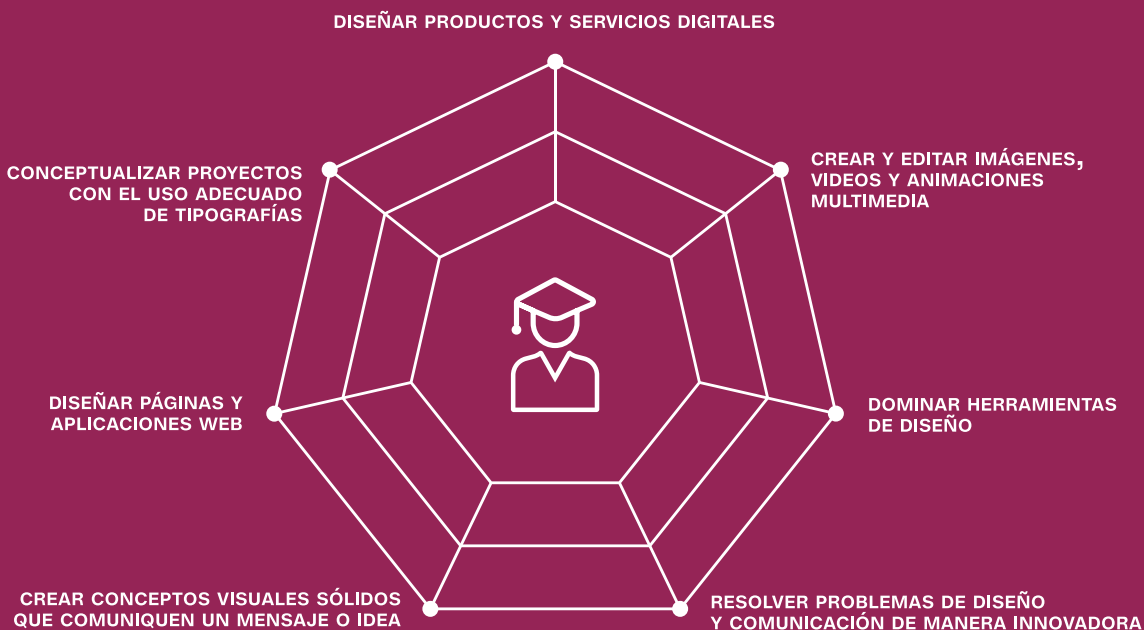 DISEÑAR PRODUCTOS Y SERVICIOS DIGITALES
CREAR Y EDITAR IMÁGENES,
VIDEOS Y ANIMACIONES
MULTIMEDIA
CONCEPTUALIZAR PROYECTOS
CON EL USO ADECUADO
DE TIPOGRAFÍAS
DISEÑAR PÁGINAS Y
APLICACIONES WEB
DOMINAR HERRAMIENTAS
DE DISEÑO
CREAR CONCEPTOS VISUALES SÓLIDOS
QUE COMUNIQUEN UN MENSAJE O IDEA
RESOLVER PROBLEMAS DE DISEÑO
Y COMUNICACIÓN DE MANERA INNOVADORA